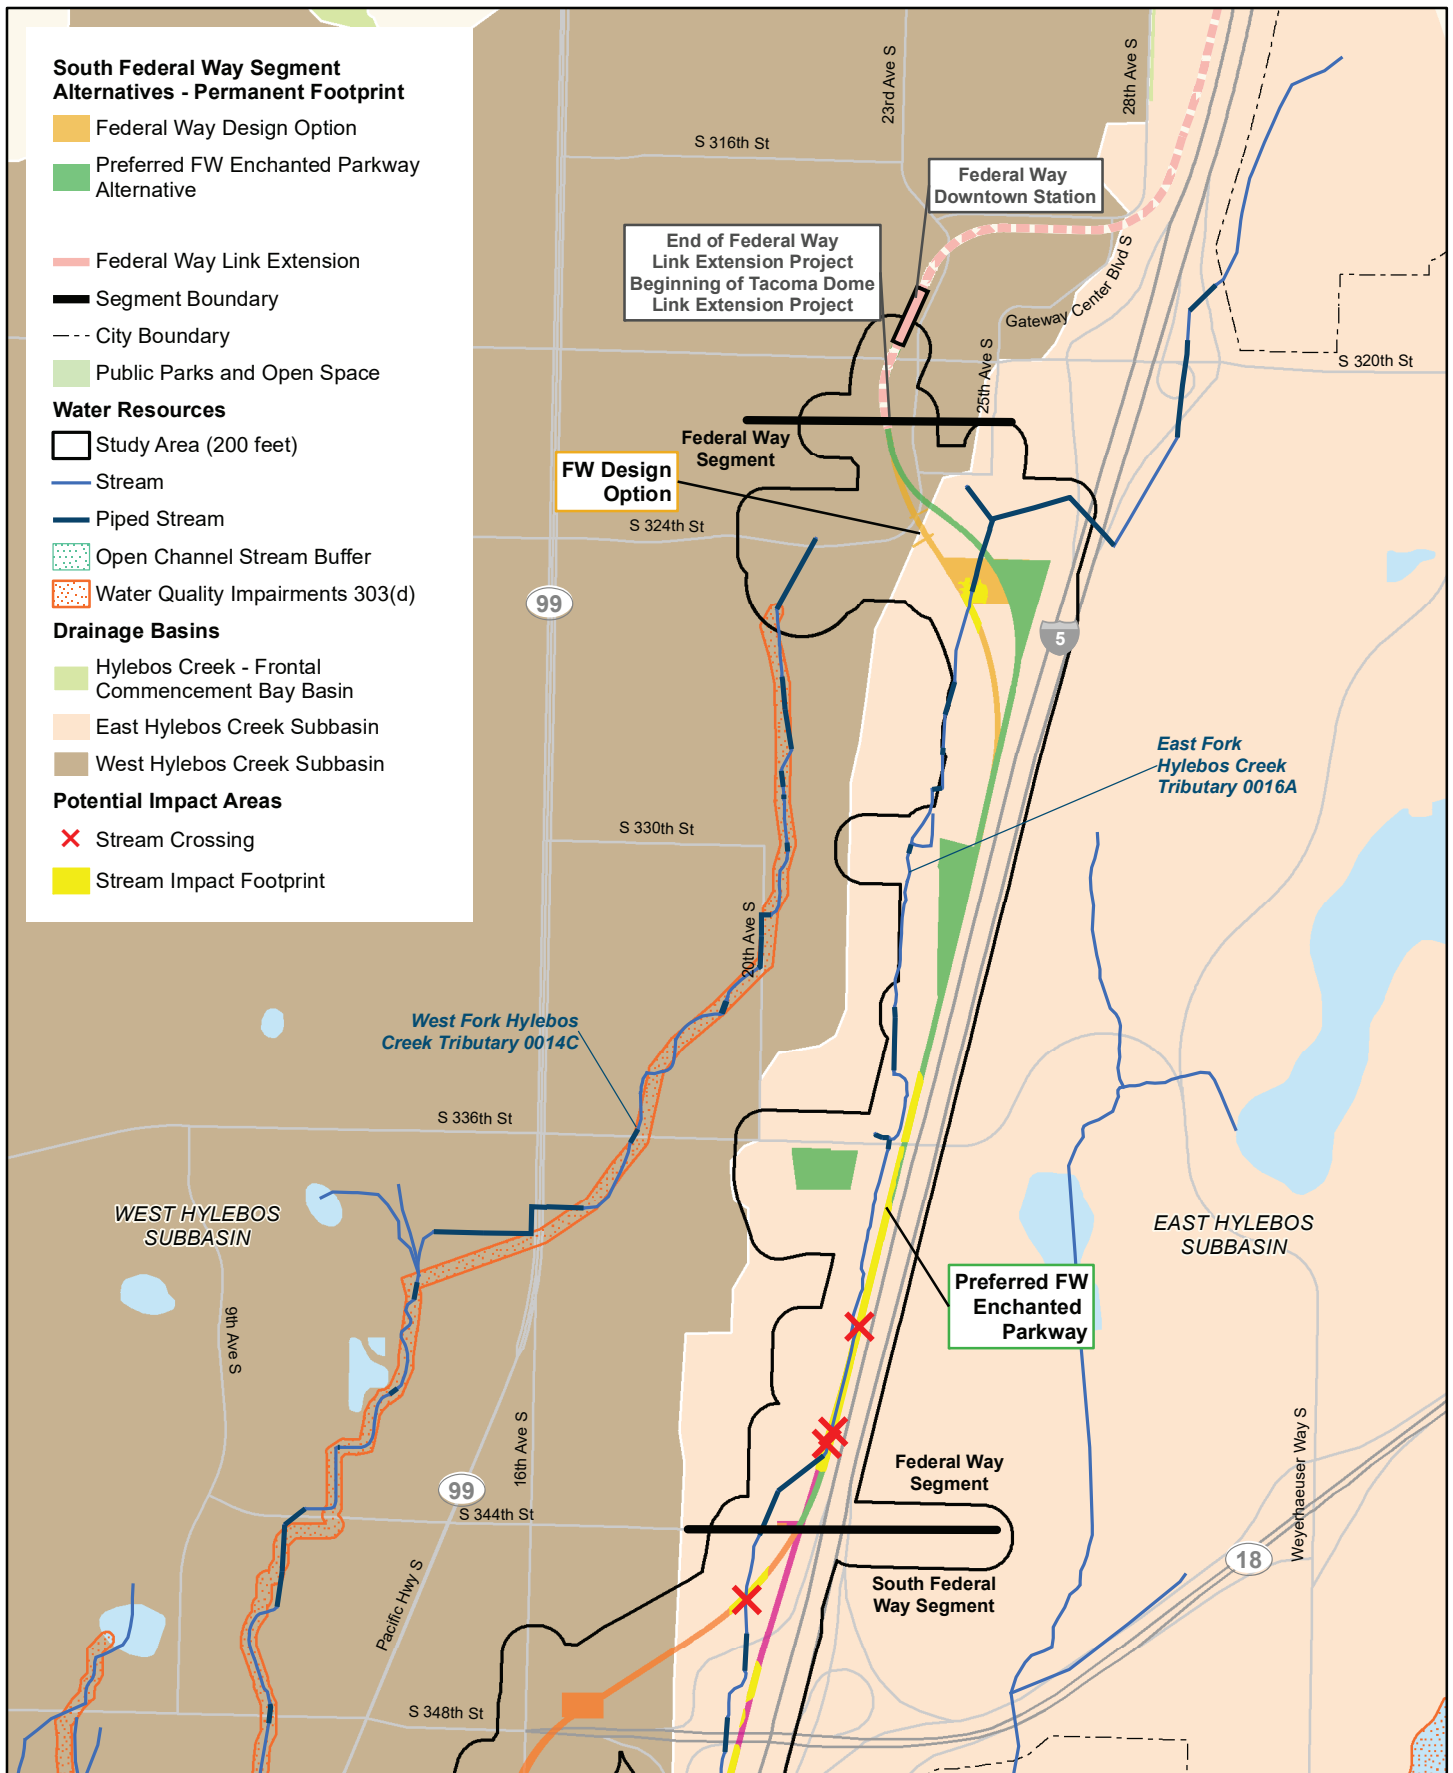 South Federal Way Segment
Alternatives - Permanent Footprint
Federal Way Design Option
Preferred FW Enchanted Parkway
Alternative
Federal Way Link Extension
Segment Boundary
City Boundary
Public Parks and Open Space
Water Resources
Study Area (200 feet)
Stream
Piped Stream
Open Channel Stream Buffer
Water Quality Impairments 303(d)
Drainage Basins
Hylebos Creek - Frontal
Commencement Bay Basin
East Hylebos Creek Subbasin
West Hylebos Creek Subbasin
Potential Impact Areas
Stream Crossing
Stream Impact Footprint
23rd Ave S
28th Ave S
S 316th St
Federal Way
Downtown Station
End of Federal Way
Link Extension Project
Beginning of Tacoma Dome
Link Extension Project
Gateway Center Blvd S
25th Ave S
S 320th St
Federal Way
Segment
FW Design
Option
S 324th St
99
5
East Fork
Hylebos Creek
Tributary 0016A
S 330th St
20th Ave S
West Fork Hylebos
Creek Tributary 0014C
S 336th St
WEST HYLEBOS
SUBBASIN
EAST HYLEBOS
SUBBASIN
Preferred FW
Enchanted
Parkway
9th Ave S
16th Ave S
Weyerhaeuser Way S
Federal Way
Segment
99
S 344th St
18
Pacific Hwy S
South Federal
Way Segment
S 348th St